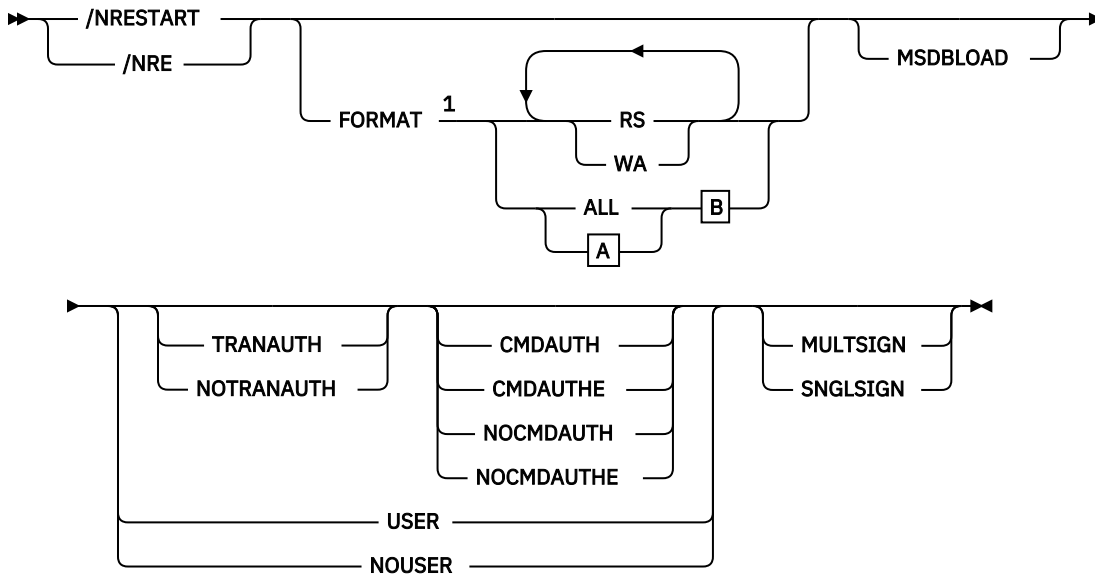 /NRESTART
/NRE
FORMAT 1
RS
WA
ALL
A
B
MSDBLOAD
TRANAUTH
NOTRANAUTH
CMDAUTH
CMDAUTHE
NOCMDAUTH
NOCMDAUTHE
USER
NOUSER
MULTSIGN
SNGLSIGN